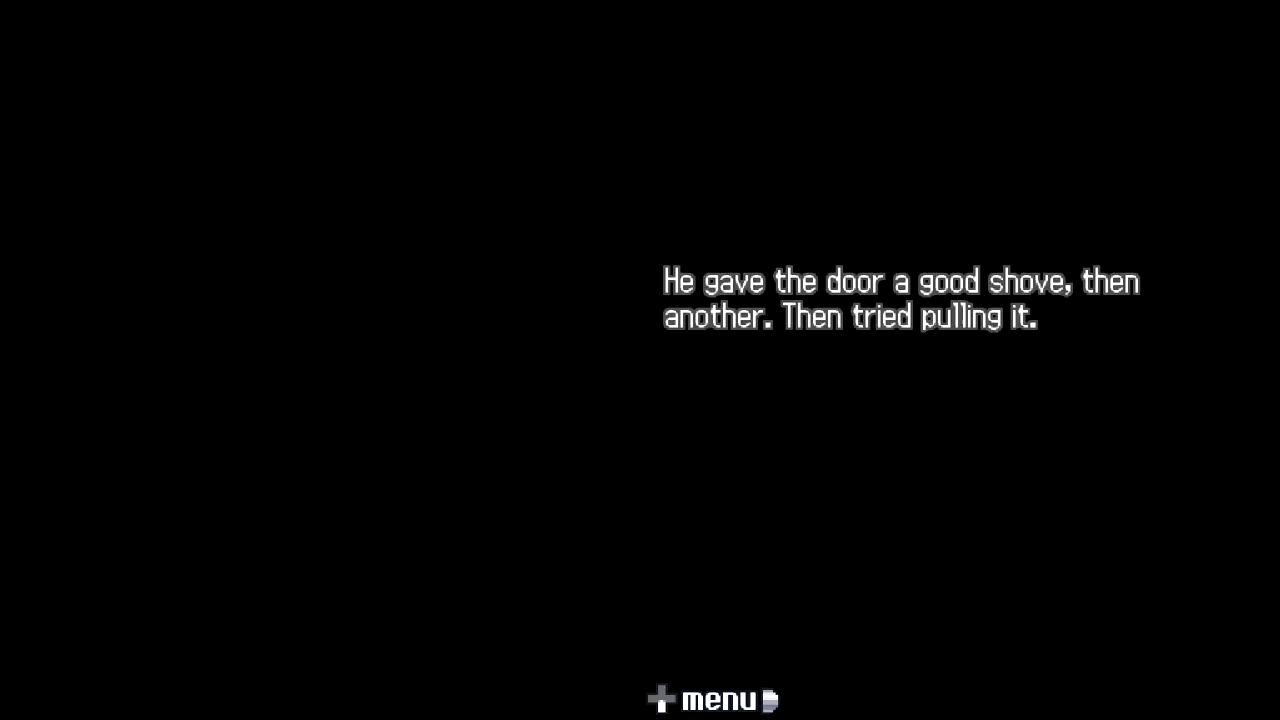 He gave the door a good shove, then
another. Then tried pulling it.
menu